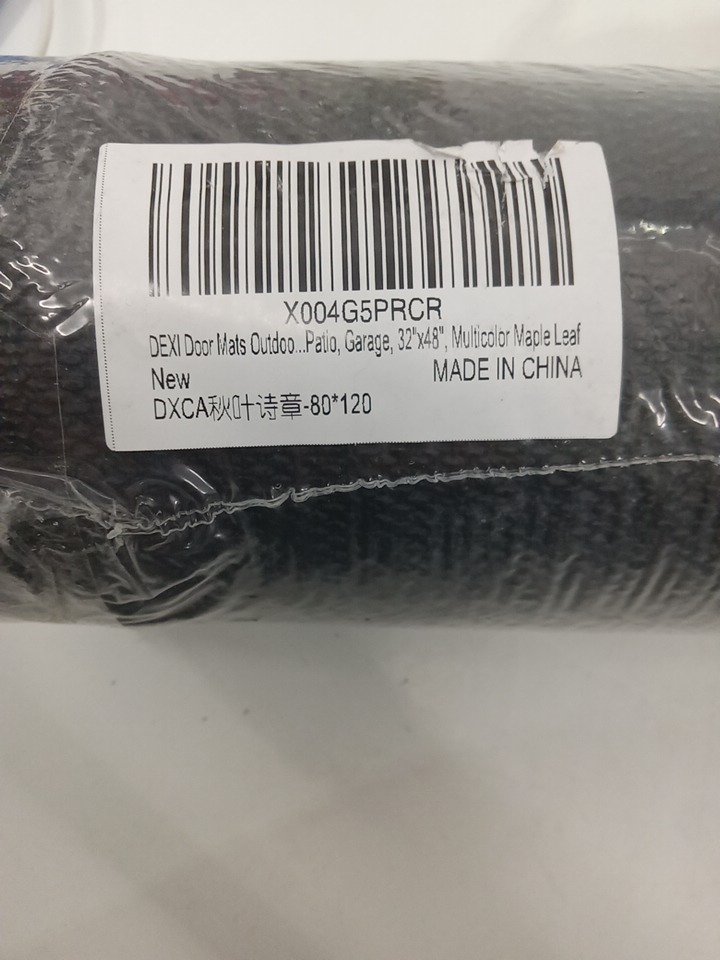 X004G5PRCR
DEXI Door Mats Outdoo...Patio, Garage, 32"x48", Multicolor Maple Leaf
New
MADE IN CHINA
DXCA秋叶诗章-80*120